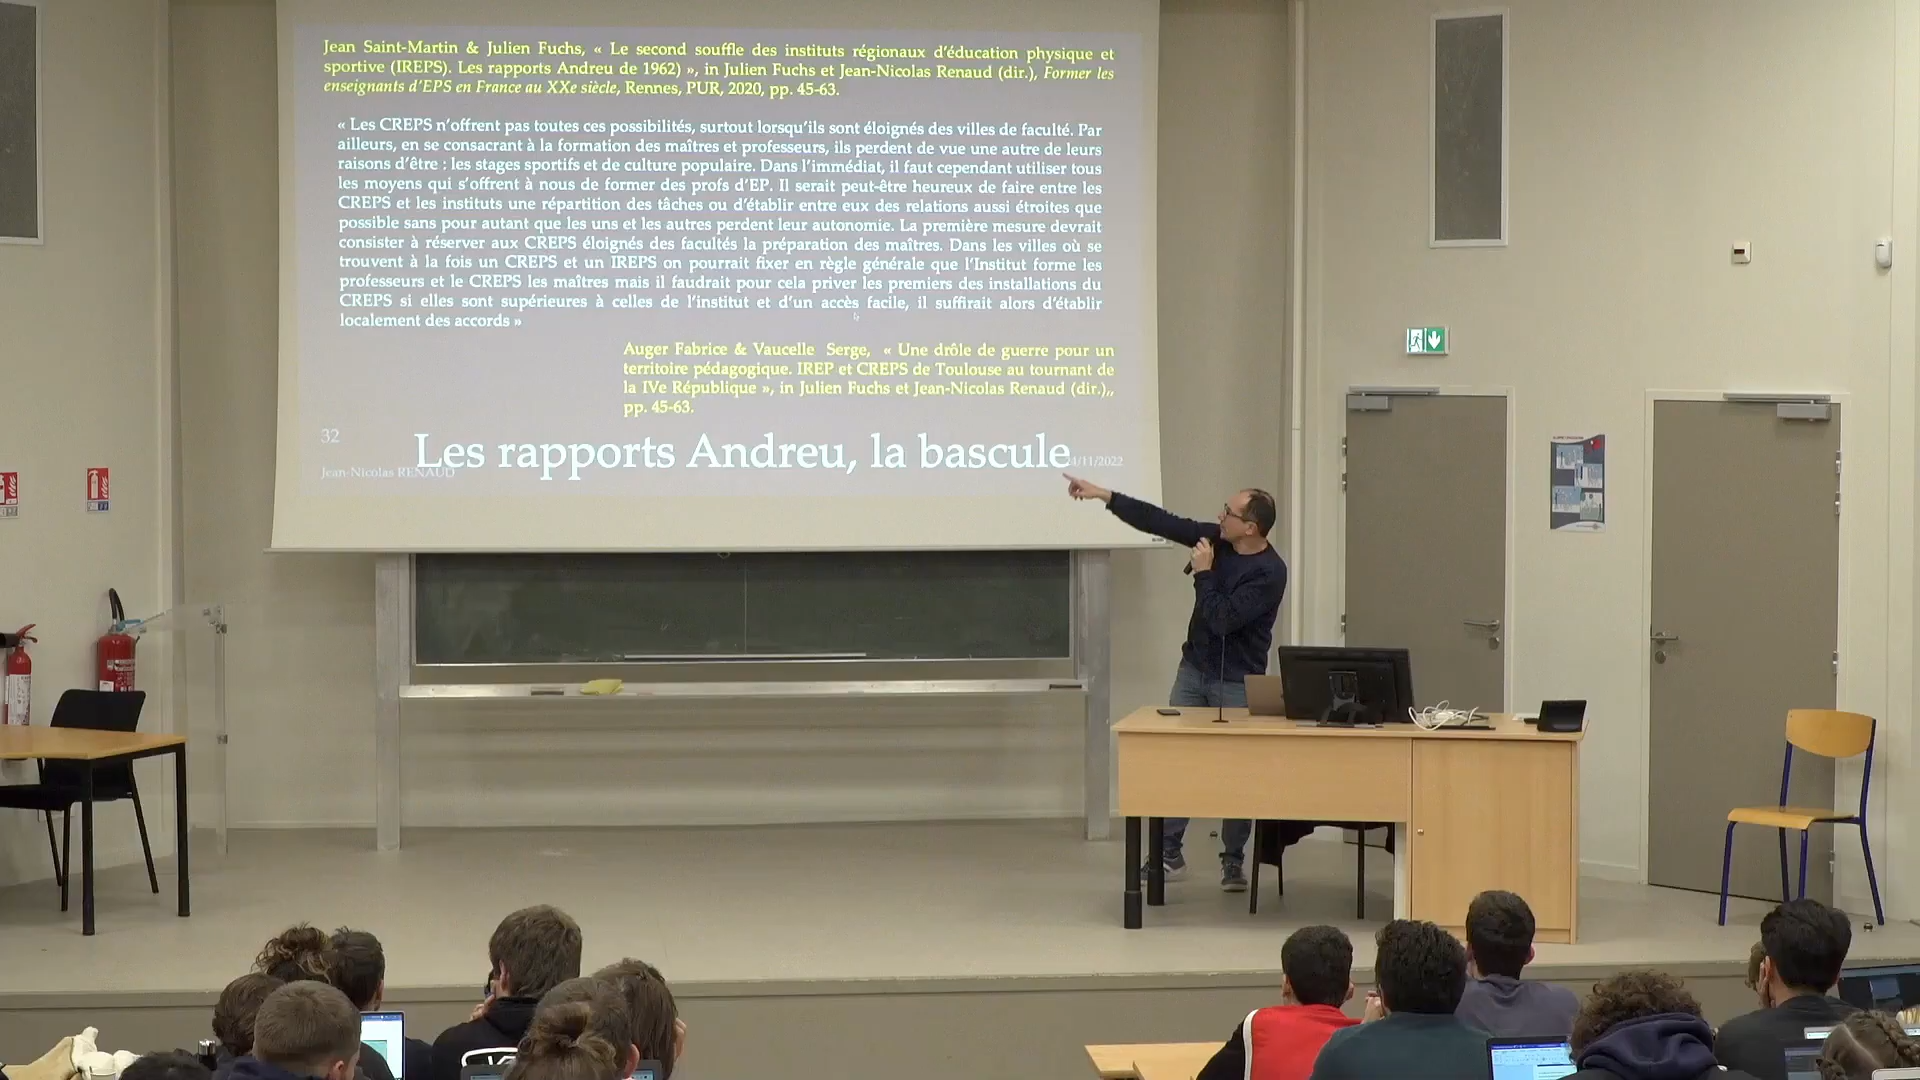 Jean Saint-Martin & Julien Fuchs, « Le second souffle des instituts régionaux d'éducation physique et
sportive (IREPS). Les rapports Andreu de 1962) », in Julien Fuchs et Jean-Nicolas Renaud (dir.), Former les
enseignants d'EPS en France au XXe siècle, Rennes, PUR, 2020, pp. 45-63.
« Les CREPS n'offrent pas toutes ces possibilités, surtout lorsqu'ils sont éloignés des villes de faculté. Par
ailleurs, en se consacrant à la formation des maîtres et professeurs, ils perdent de vue une autre de leurs
raisons d'être : les stages sportifs et de culture populaire. Dans l'immédiat, il faut cependant utiliser tous
les moyens qui s'offrent à nous de former des profs d'EP. Il serait peut-être heureux de faire entre les
CREPS et les instituts une répartition des tâches ou d'établir entre eux des relations aussi étroites que
possible sans pour autant que les uns et les autres perdent leur autonomie. La première mesure devrait
consister à réserver aux CREPS éloignés des facultés la préparation des maîtres. Dans les villes où se
trouvent à la fois un CREPS et un IREPS on pourrait fixer en règle générale que l'Institut forme les
professeurs et le CREPS les maîtres mais il faudrait pour cela priver les premiers des installations du
CREPS si elles sont supérieures à celles de l'institut et d'un accès facile, il suffirait alors d'établir
localement des accords »
Auger Fabrice & Vaucelle Serge, « Une drôle de guerre pour un
territoire pédagogique. IREP et CREPS de Toulouse au tournant de
la IVe République », in Julien Fuchs et Jean-Nicolas Renaud (dir.),,
pp. 45-63.
32
Les rapports Andreu, la bascule
Jean-Nicolas RENAUD
/11/2022